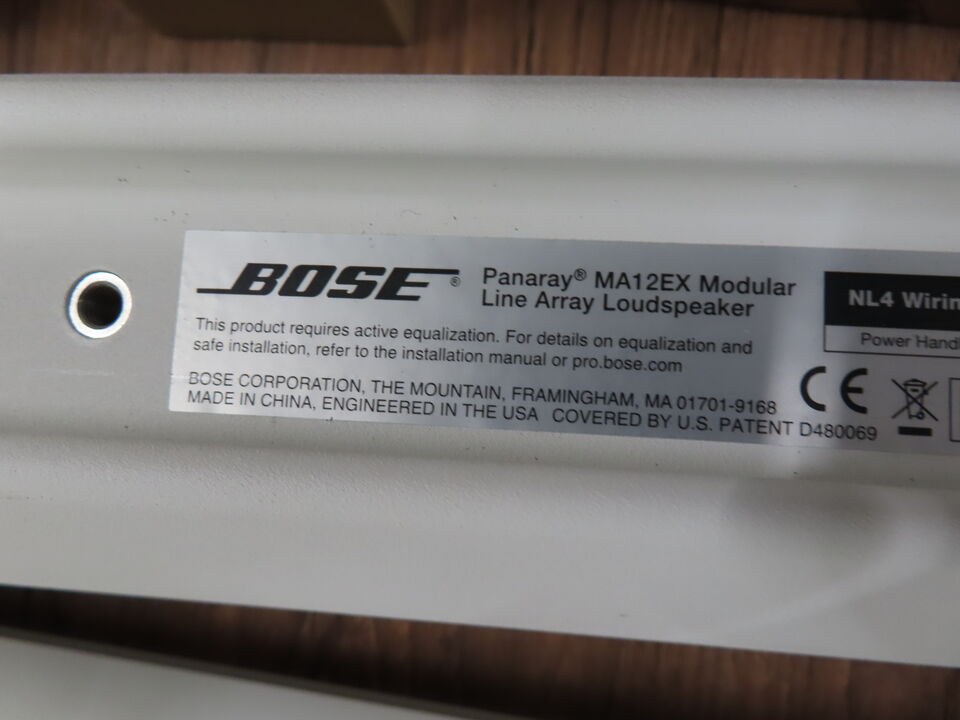 BOSE®
Panaray® MA12EX Modular
Line Array Loudspeaker
This product requires active equalization. For details on equalization and
safe installation, refer to the installation manual or pro.bose.com
BOSE CORPORATION, THE MOUNTAIN, FRAMINGHAM, MA 01701-9168
MADE IN CHINA, ENGINEERED IN THE USA COVERED BY U.S. PATENT D480069
CE
NL4
Power